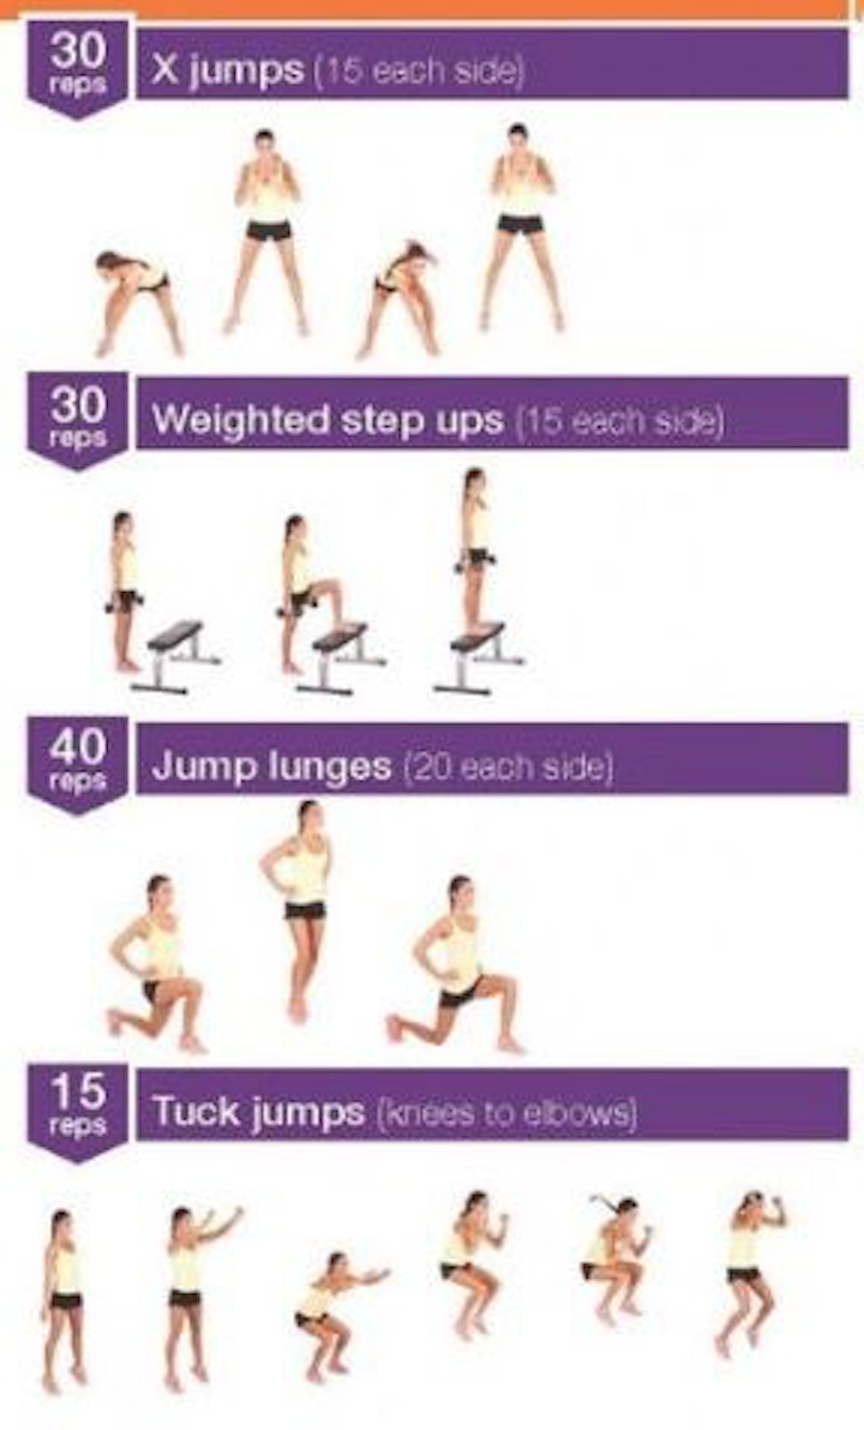 30
reps
X jumps (15 each side)
30
reps
Weighted step ups (15 each side)
40
reps
Jump lunges (20 each side)
15
reps
Tuck jumps (knees to elbows)